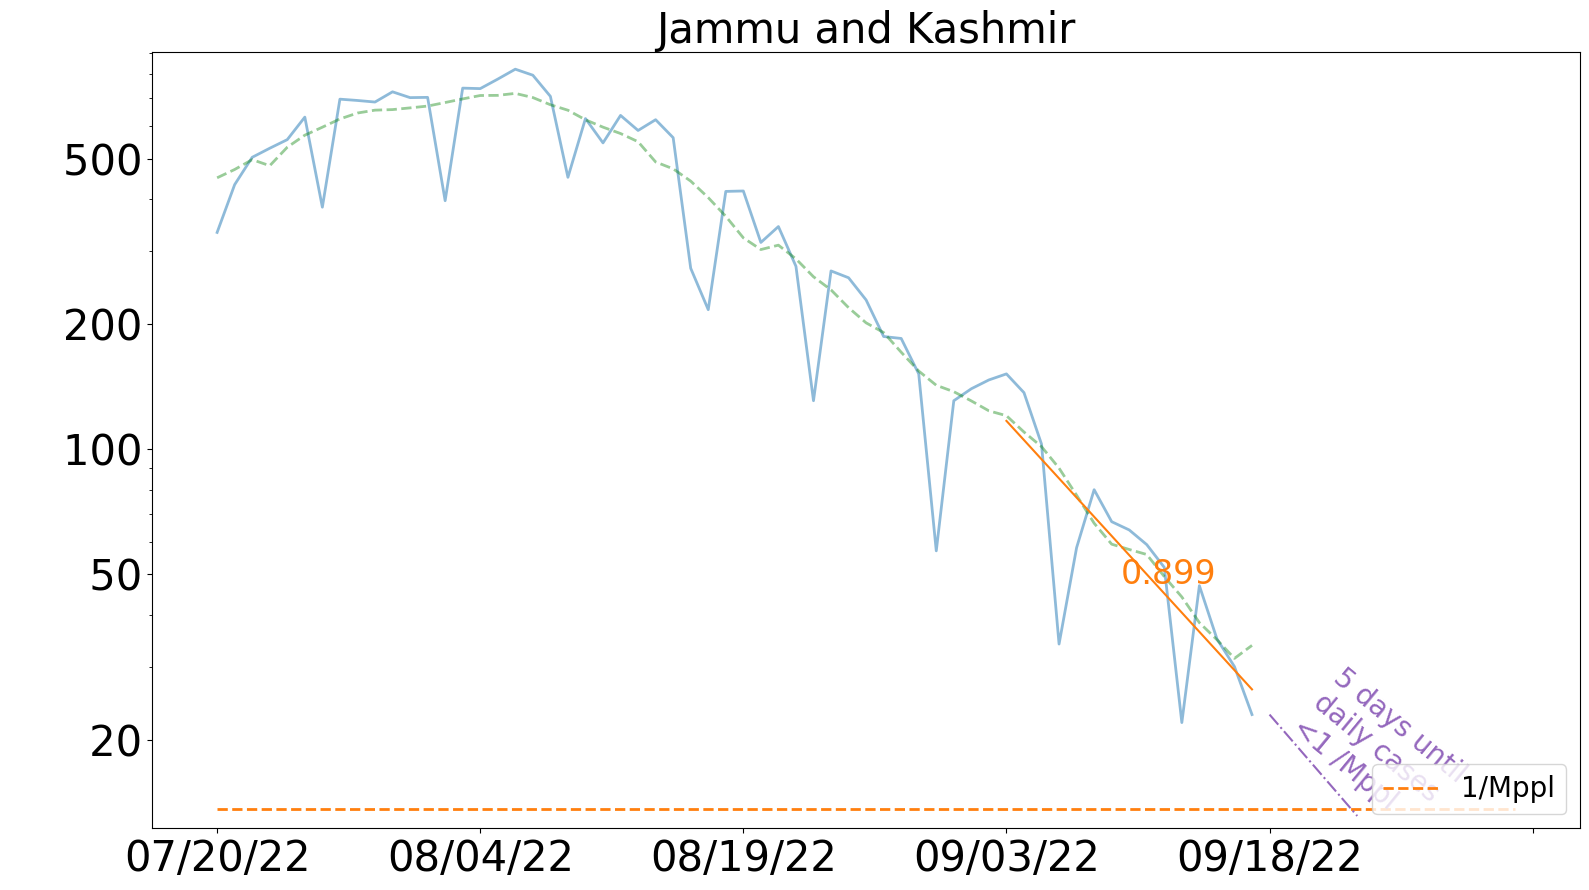 Jammu and Kashmir
500
200
100
50
20
0.899
5 days until
daily cases
<1 /Mppl
1/Mppl
07/20/22
08/04/22
08/19/22
09/03/22
09/18/22